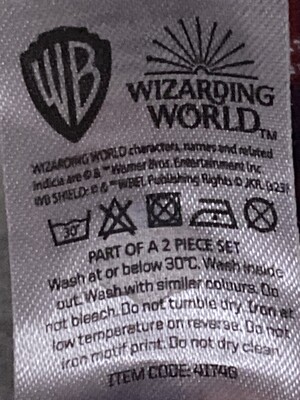 WB
WIZARDING
WORLD TM
WIZARDING WORLD characters, names and related
indicia are © & ™ Warner Bros. Entertainment Inc
WB SHIELD: © & ™ WBEI. Publishing Rights © JKR. (s23)
30°
PART OF A 2 PIECE SET
Wash at or below 30°C. Wash inside
out. Wash with similar colours. Do
not bleach. Do not tumble dry. Iron at
low temperature on reverse. Do not
iron motif print. Do not dry clean
ITEM CODE: